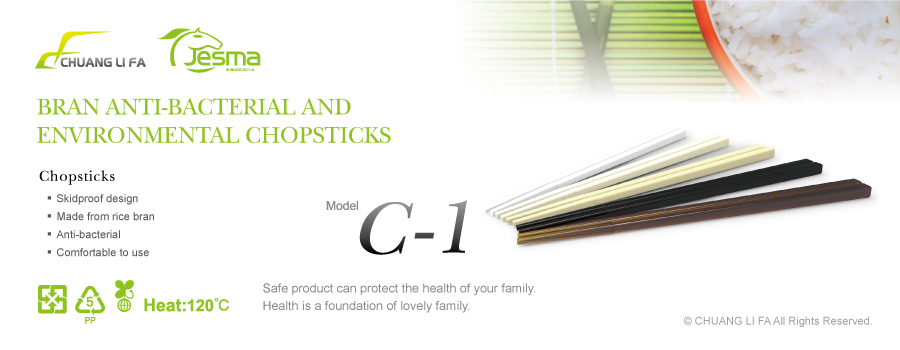 CHUANG LI FA
Jesma
BRAN ANTI-BACTERIAL AND
ENVIRONMENTAL CHOPSTICKS
Chopsticks
▪ Skidproof design
▪ Made from rice bran
▪ Anti-bacterial
▪ Comfortable to use
Model
C-1
5
PP
Heat:120℃
Safe product can protect the health of your family.
Health is a foundation of lovely family.
© CHUANG LI FA All Rights Reserved.